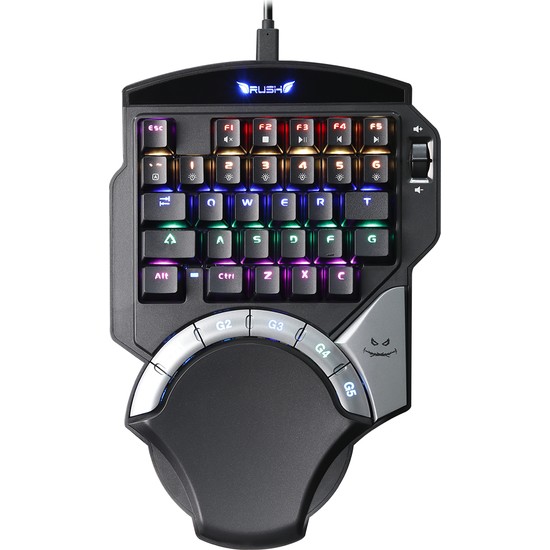 RUSH
Esc F1 F2 F3 F4 F5
A 1 2 3 4 5 6
Q W E R T
A S D F G
Alt Ctrl Z X C
G2 G3 G4 G5